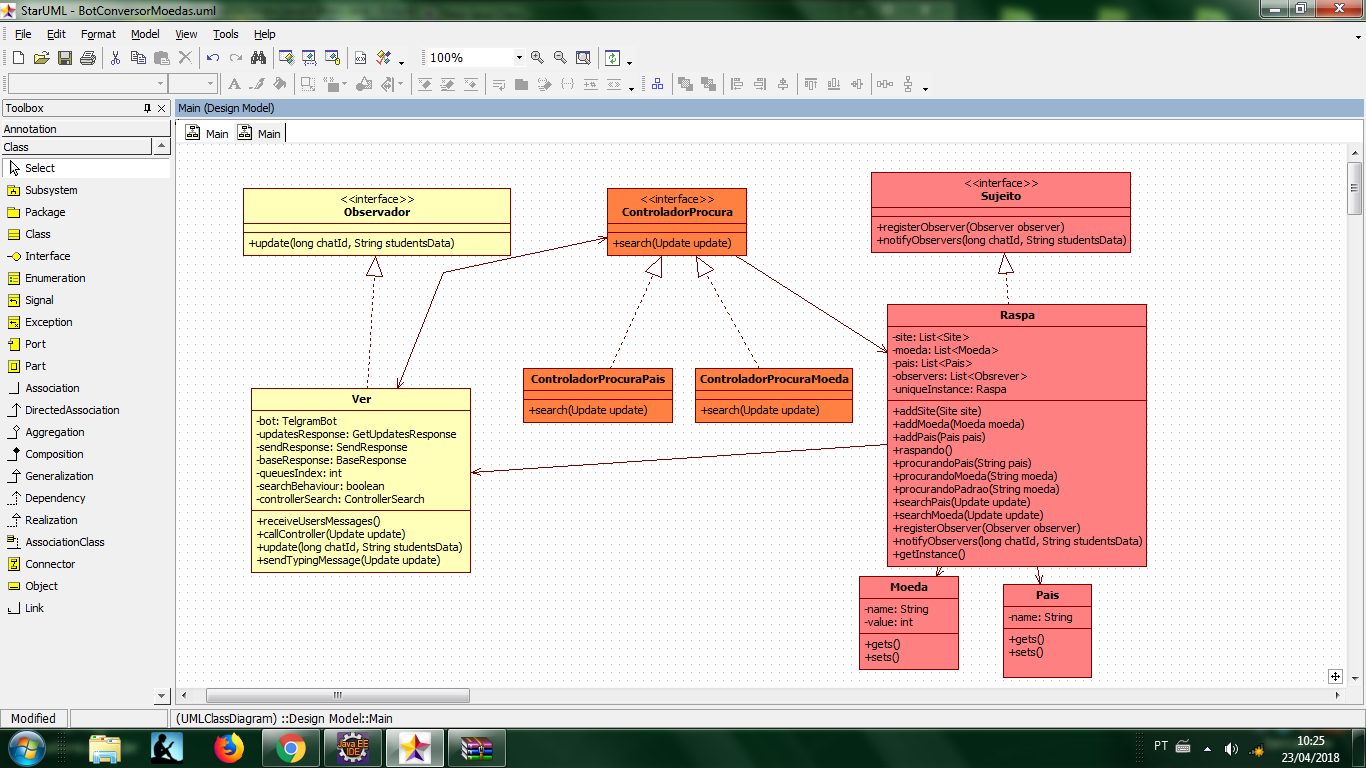 StarUML - BotConversorMoedas.uml
File Edit Format Model View Tools Help
100%
Toolbox
Main (Design Model)
Annotation
Class
Main Main
Select
Subsystem
Package
Class
Interface
Enumeration
Signal
Exception
Port
Part
Association
DirectedAssociation
Aggregation
Composition
Generalization
Dependency
Realization
AssociationClass
Connector
Object
Link
<<interface>>
Observador
+update(long chatId, String studentsData)
<<interface>>
ControladorProcura
+search(Update update)
<<interface>>
Sujeito
+registerObserver(Observer observer)
+notifyObservers(long chatId, String studentsData)
Raspa
-site: List<Site>
-moeda: List<Moeda>
-pais: List<Pais>
-observers: List<Obsrever>
-uniqueInstance: Raspa
+addSite(Site site)
+addMoeda(Moeda moeda)
+addPais(Pais pais)
+raspando()
+procurandoPais(String pais)
+procurandoMoeda(String moeda)
+procurandoPadrao(String moeda)
+searchPais(Update update)
+searchMoeda(Update update)
+registerObserver(Observer observer)
+notifyObservers(long chatId, String studentsData)
+getInstance()
ControladorProcuraPais
+search(Update update)
ControladorProcuraMoeda
+search(Update update)
Ver
-bot: TelgramBot
-updatesResponse: GetUpdatesResponse
-sendResponse: SendResponse
-baseResponse: BaseResponse
-queuesIndex: int
-searchBehaviour: boolean
-controllerSearch: ControllerSearch
+receiveUsersMessages()
+callController(Update update)
+update(long chatId, String studentsData)
+sendTypingMessage(Update update)
Moeda
-name: String
-value: int
+gets()
+sets()
Pais
-name: String
+gets()
+sets()
Modified
(UMLClassDiagram) ::Design Model::Main
Java EE
IDE
PT
10:25
23/04/2018